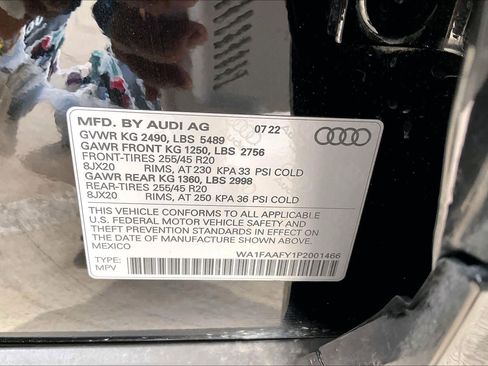 MFD. BY AUDI AG 07/22
GVWR KG 2490, LBS 5489
GAWR FRONT KG 1250, LBS 2756
FRONT-TIRES 255/45 R20
8JX20 RIMS, AT 230 KPA 33 PSI COLD
GAWR REAR KG 1360, LBS 2998
REAR-TIRES 255/45 R20
8JX20 RIMS, AT 250 KPA 36 PSI COLD
THIS VEHICLE CONFORMS TO ALL APPLICABLE
U.S. FEDERAL MOTOR VEHICLE SAFETY AND
THEFT PREVENTION STANDARDS IN EFFECT ON
THE DATE OF MANUFACTURE SHOWN ABOVE.
MEXICO
WA1FAAFY1P2001466
TYPE:
MPV